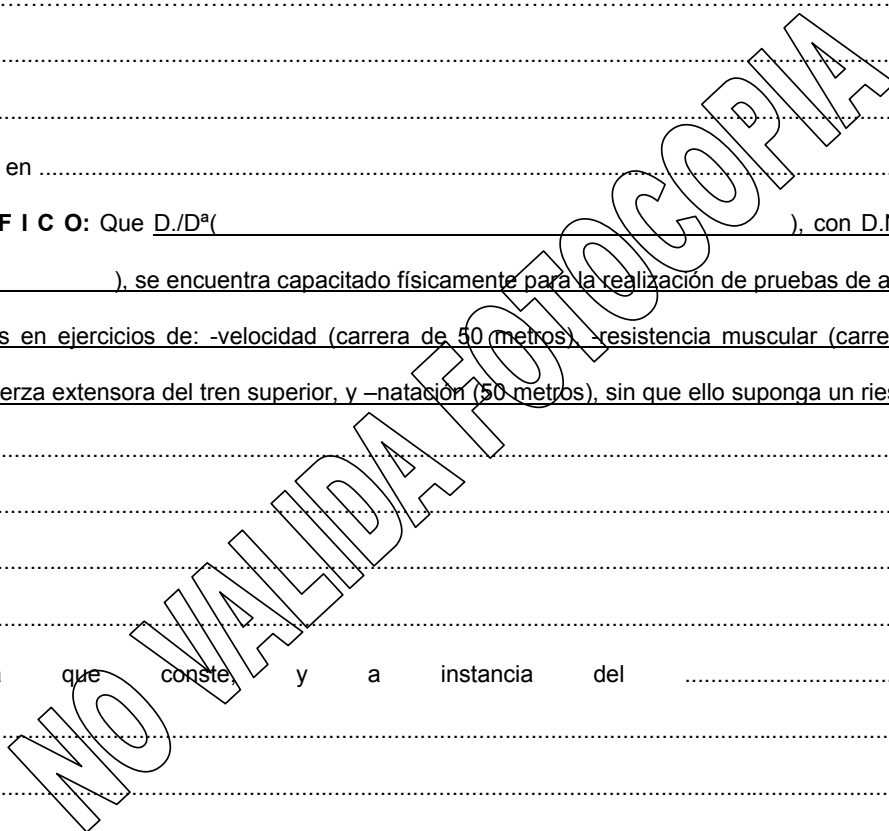 ................................................................
................................................................
................................................................
en ................................................................
F I C O: Que D./Dª( ), con D.N
), se encuentra capacitado físicamente para la realización de pruebas de a
s en ejercicios de: -velocidad (carrera de 50 metros), -resistencia muscular (carre
erza extensora del tren superior, y –natación (50 metros), sin que ello suponga un ries
................................................................
................................................................
................................................................
................................................................
que conste, y a instancia del ................................
................................................................
................................................................
NO VALIDA FOTOCOPIA